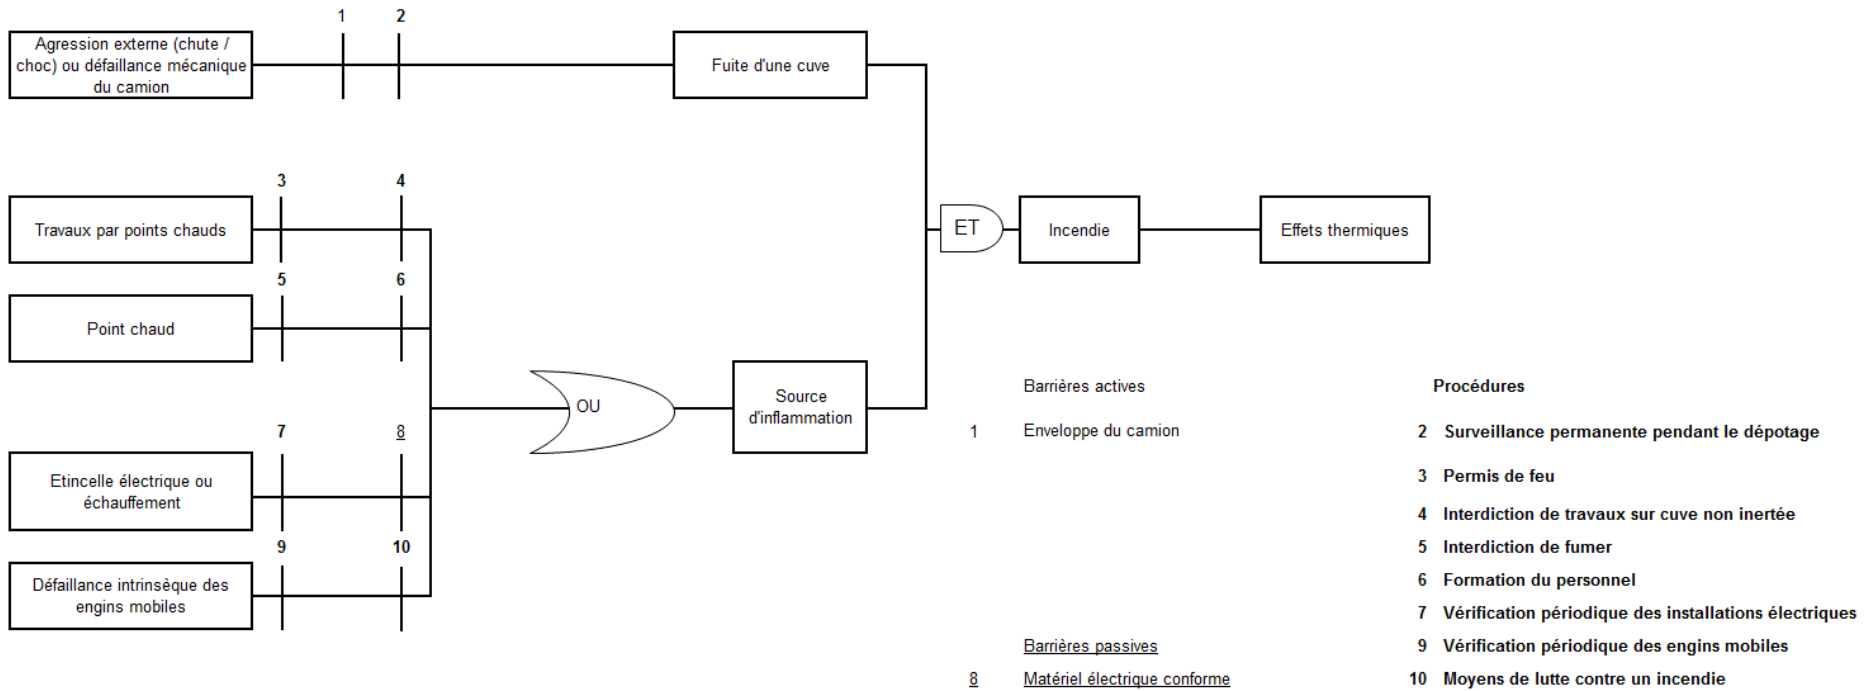 1 2
Agression externe (chute /
choc) ou défaillance mécanique
du camion
Fuite d'une cuve
3 4
Travaux par points chauds
ET
Incendie
Effets thermiques
5 6
Point chaud
OU
Source
d'inflammation
7 8
Etincelle électrique ou
échauffement
9 10
Défaillance intrinsèque des
engins mobiles
Barrières actives
1 Enveloppe du camion
Barrières passives
8 Matériel électrique conforme
Procédures
2 Surveillance permanente pendant le dépotage
3 Permis de feu
4 Interdiction de travaux sur cuve non inertée
5 Interdiction de fumer
6 Formation du personnel
7 Vérification périodique des installations électriques
9 Vérification périodique des engins mobiles
10 Moyens de lutte contre un incendie